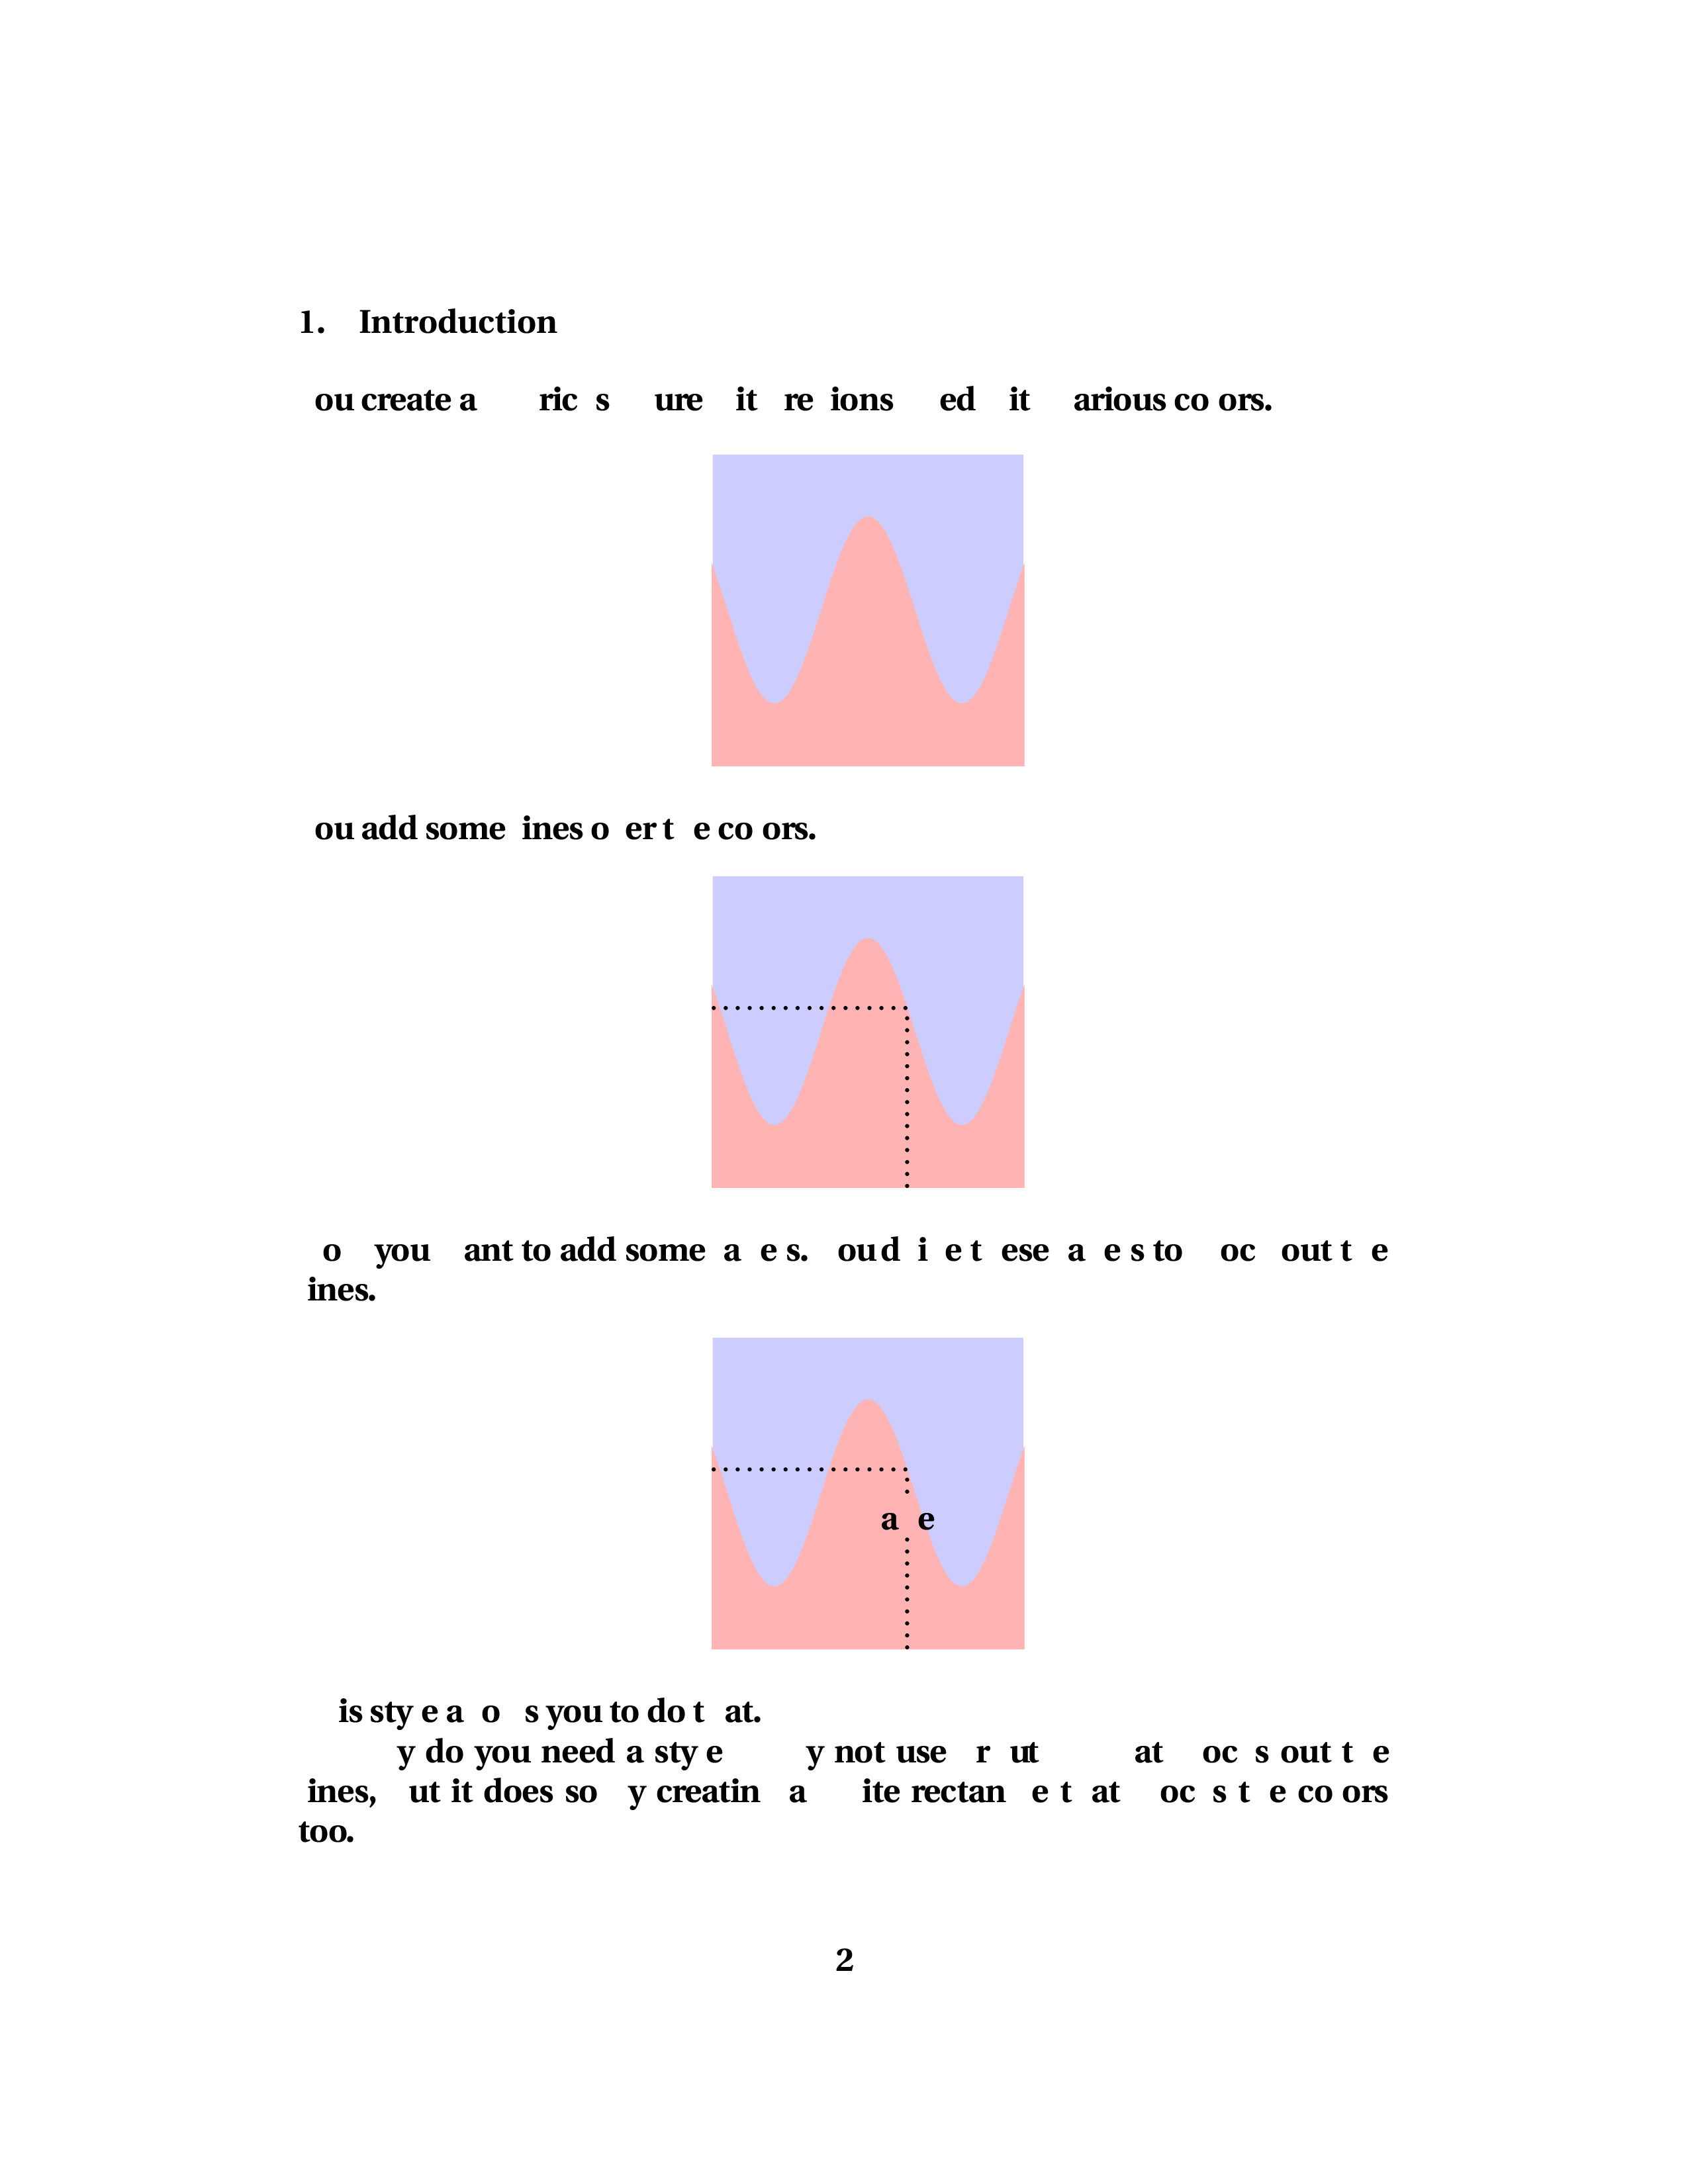 1. Introduction
ou create a ric s ure it re ions ed it arious co ors.
ou add some ines o er t e co ors.
o you ant to add some a e s. ou d i e t ese a e s to oc out t e
ines.
a e
is sty e a o s you to do t at.
y do you need a sty e y not use r ut at oc s out t e
ines, ut it does so y creatin a ite rectan e t at oc s t e co ors
too.
2